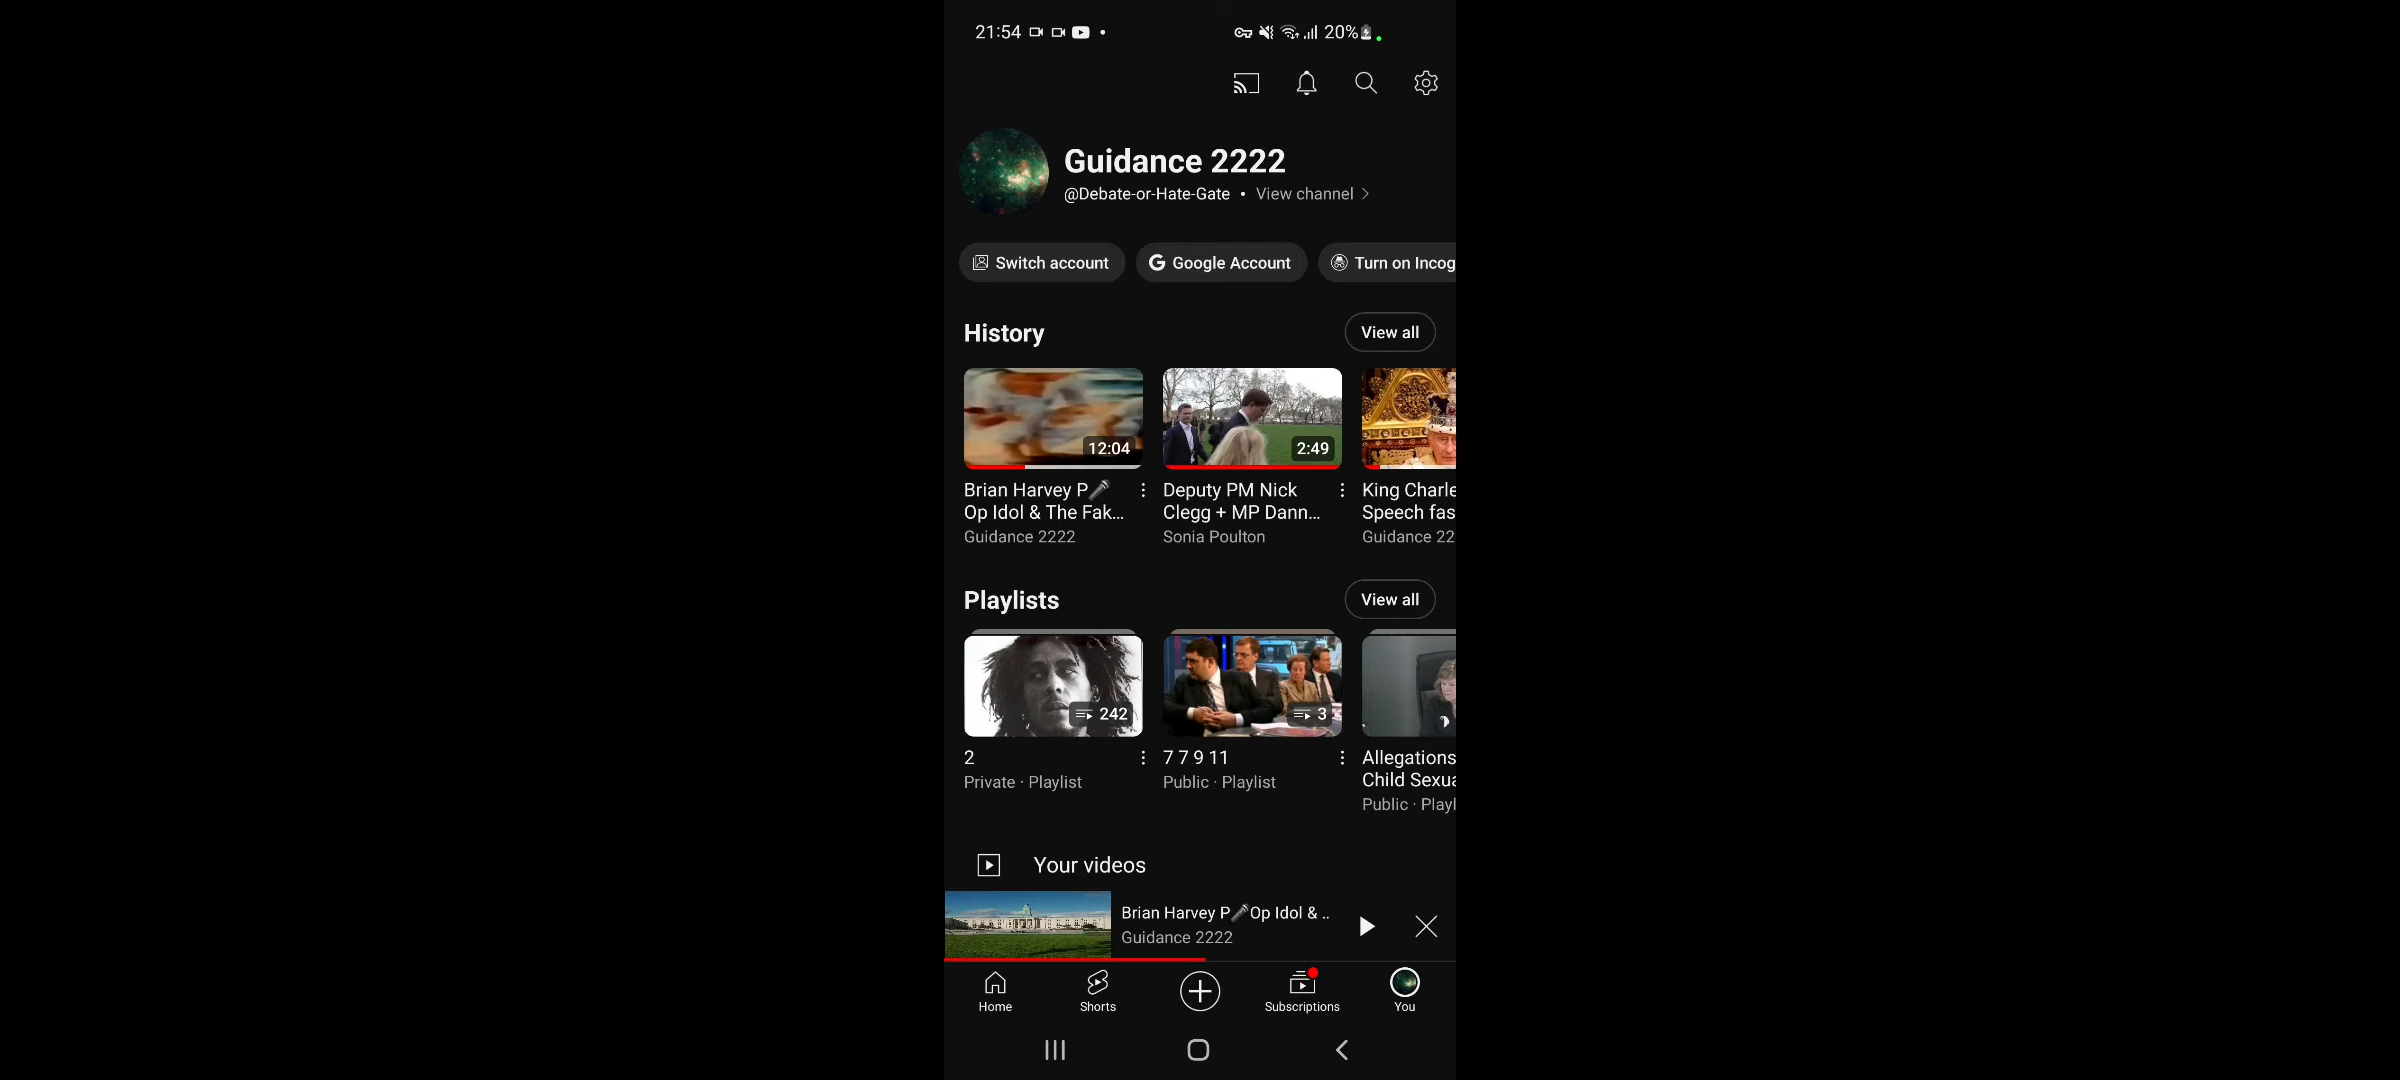 21:54
20%
Guidance 2222
@Debate-or-Hate-Gate • View channel
Switch account
Google Account
Turn on Incog
History
View all
12:04
2:49
Brian Harvey P🎤
Op Idol & The Fak...
Guidance 2222
Deputy PM Nick
Clegg + MP Dann...
Sonia Poulton
King Charle
Speech fas
Guidance 22
Playlists
View all
242
3
2
Private · Playlist
7 7 9 11
Public · Playlist
Allegations
Child Sexua
Public · Playl
Your videos
Brian Harvey P🎤Op Idol & ..
Guidance 2222
Home
Shorts
Subscriptions
You